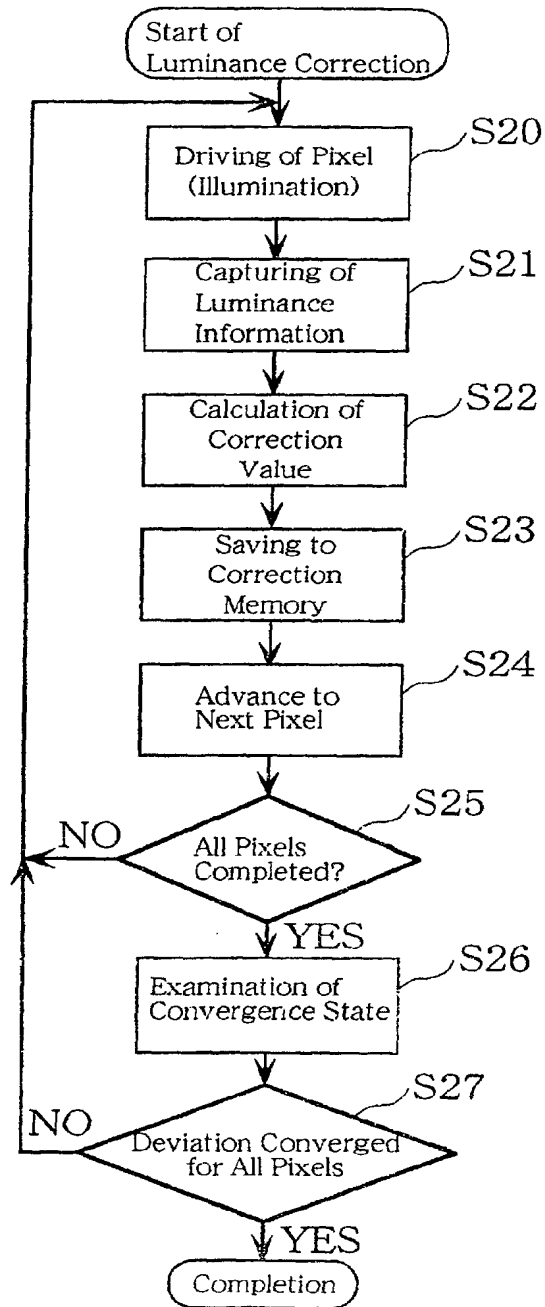 Start of
Luminance Correction
S20
Driving of Pixel
(Illumination)
S21
Capturing of
Luminance
Information
S22
Calculation of
Correction
Value
S23
Saving to
Correction
Memory
S24
Advance to
Next Pixel
S25
NO
All Pixels
Completed?
YES
S26
Examination of
Convergence State
S27
NO
Deviation Converged
for All Pixels
YES
Completion